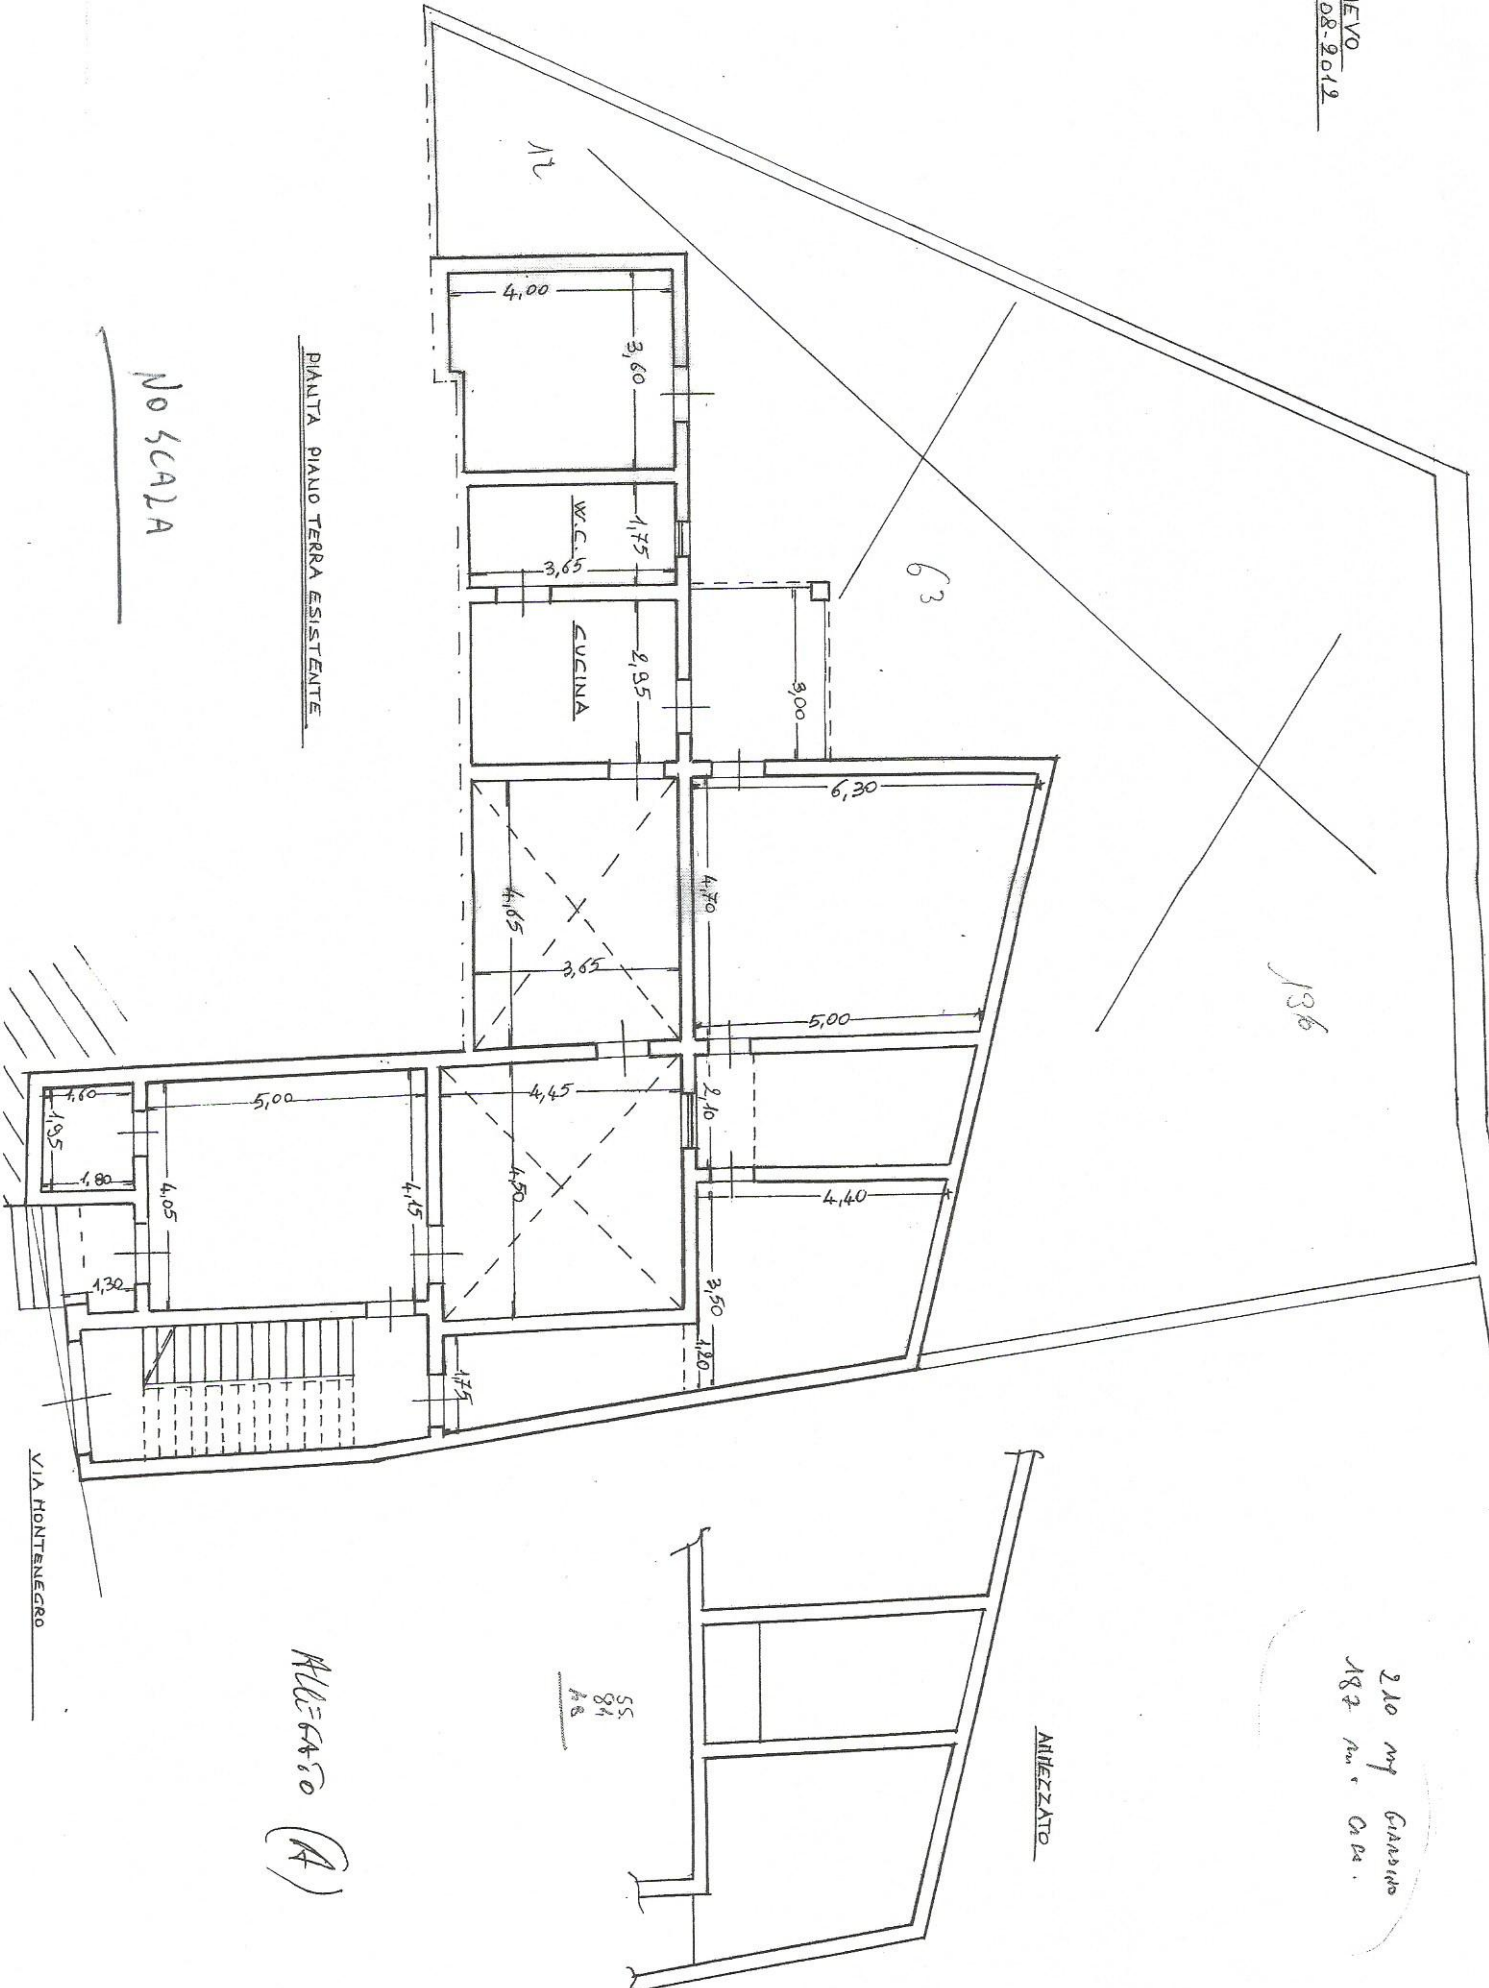 IEVO
08-2012
12
63
136
4,00
3,60
1,75
W.C.
3,65
2,95
CUCINA
3,00
6,30
4,70
4,65
3,65
5,00
2,10
4,45
4,50
4,40
3,50
1,20
1,75
5,00
4,05
4,15
1,60
1,95
1,80
1,30
NO SCALA
PIANTA PIANO TERRA ESISTENTE
VIA MONTENEGRO
ALLEGATO (A)
AMMEZZATO
210 mq GIARDINO
187 CASA.